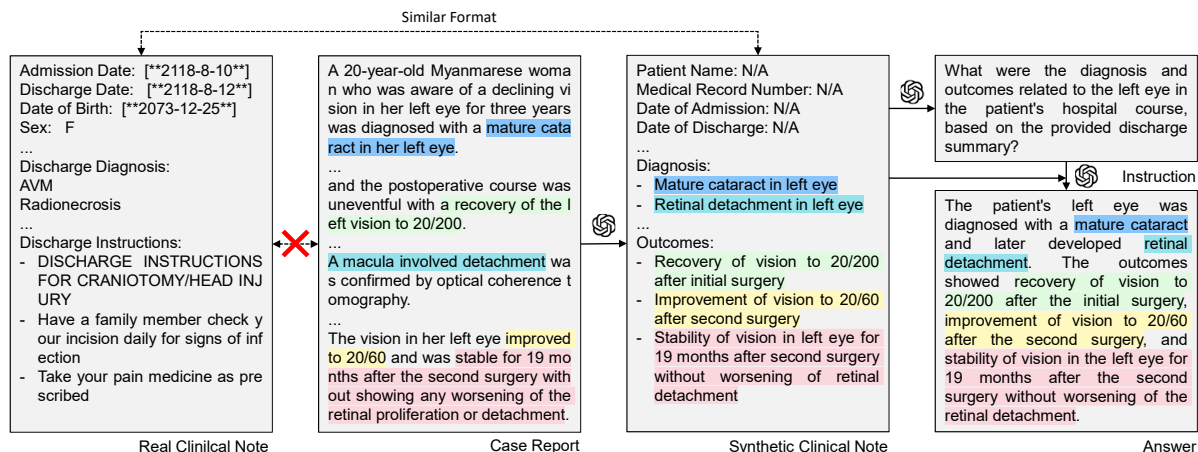 Similar Format
Admission Date: [**2118-8-10**]
Discharge Date: [**2118-8-12**]
Date of Birth: [**2073-12-25**]
Sex: F
...
Discharge Diagnosis:
AVM
Radionecrosis
...
Discharge Instructions:
- DISCHARGE INSTRUCTIONS
FOR CRANIOTOMY/HEAD INJ
URY
- Have a family member check y
our incision daily for signs of inf
ection
- Take your pain medicine as pre
scribed
Real Clinilcal Note
A 20-year-old Myanmarese woma
n who was aware of a declining vi
sion in her left eye for three years
was diagnosed with a mature cata
ract in her left eye.
...
and the postoperative course was
uneventful with a recovery of the l
eft vision to 20/200.
...
A macula involved detachment wa
s confirmed by optical coherence t
omography.
...
The vision in her left eye improved
to 20/60 and was stable for 19 mo
nths after the second surgery with
out showing any worsening of the
retinal proliferation or detachment.
Case Report
Patient Name: N/A
Medical Record Number: N/A
Date of Admission: N/A
Date of Discharge: N/A
...
Diagnosis:
- Mature cataract in left eye
- Retinal detachment in left eye
...
Outcomes:
- Recovery of vision to 20/200
after initial surgery
- Improvement of vision to 20/60
after second surgery
- Stability of vision in left eye for
19 months after second surgery
without worsening of retinal
detachment
Synthetic Clinical Note
What were the diagnosis and
outcomes related to the left eye in
the patient's hospital course,
based on the provided discharge
summary?
Instruction
The patient's left eye was
diagnosed with a mature cataract
and later developed retinal
detachment. The outcomes
showed recovery of vision to
20/200 after the initial surgery,
improvement of vision to 20/60
after the second surgery, and
stability of vision in the left eye for
19 months after the second
surgery without worsening of the
retinal detachment.
Answer